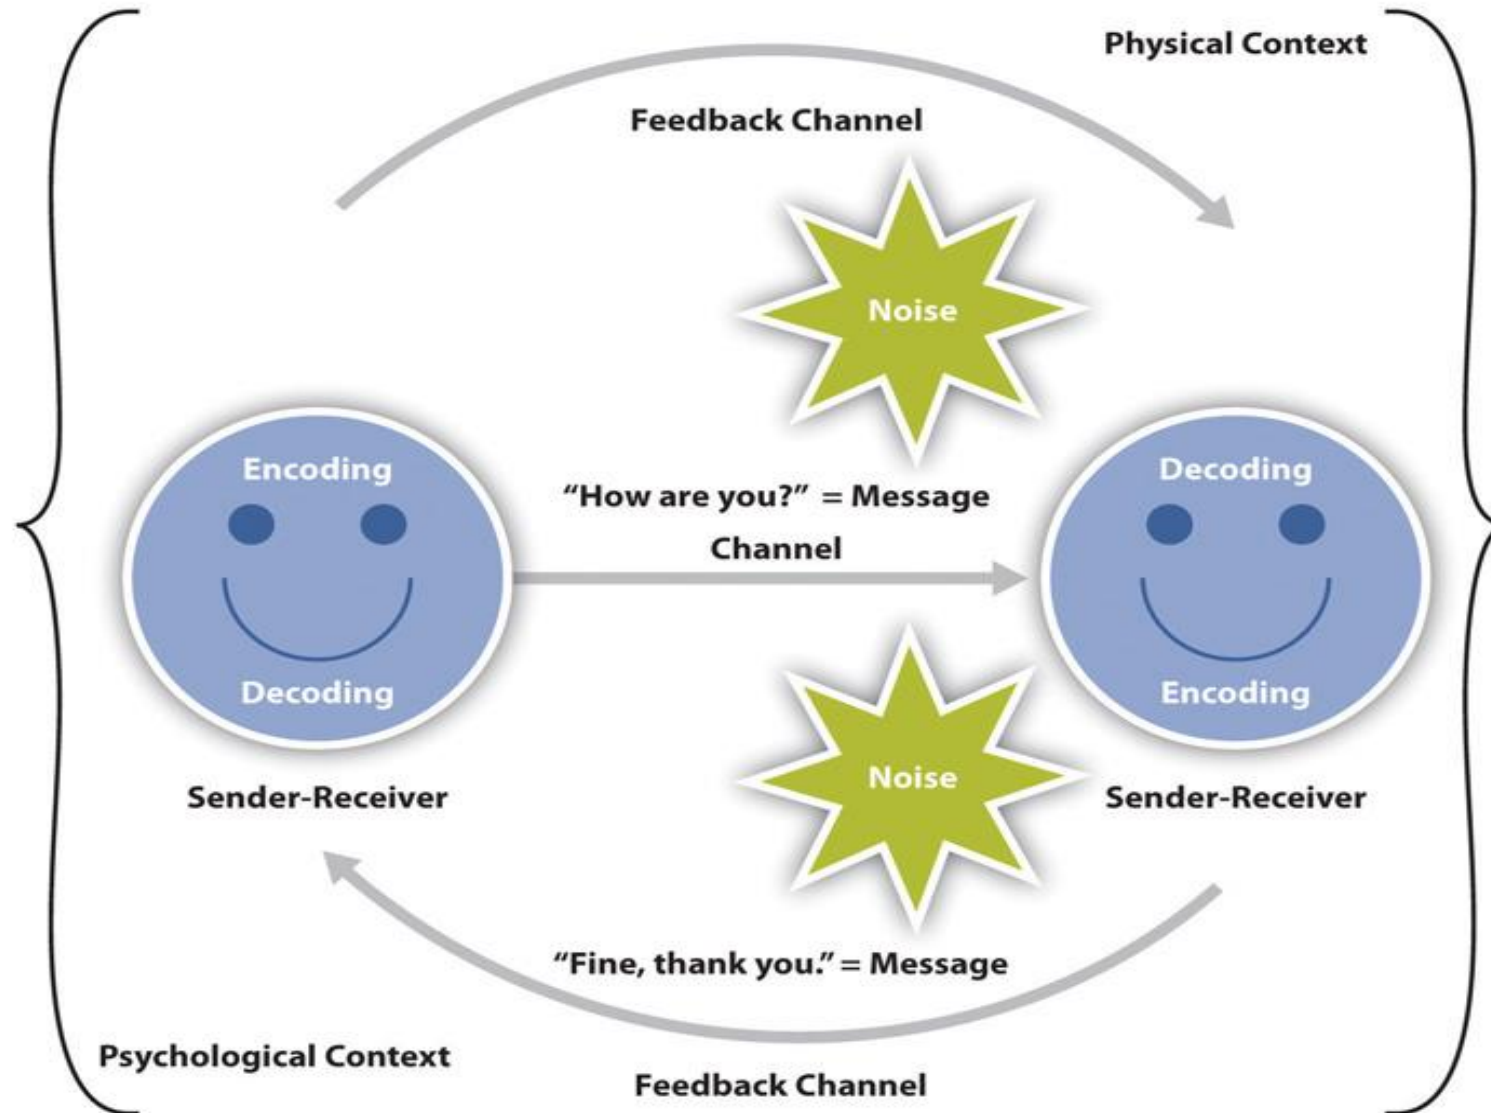 Physical Context
Feedback Channel
Noise
Encoding
Decoding
“How are you?” = Message
Channel
Decoding
Encoding
Noise
Sender-Receiver
Sender-Receiver
“Fine, thank you.” = Message
Psychological Context
Feedback Channel